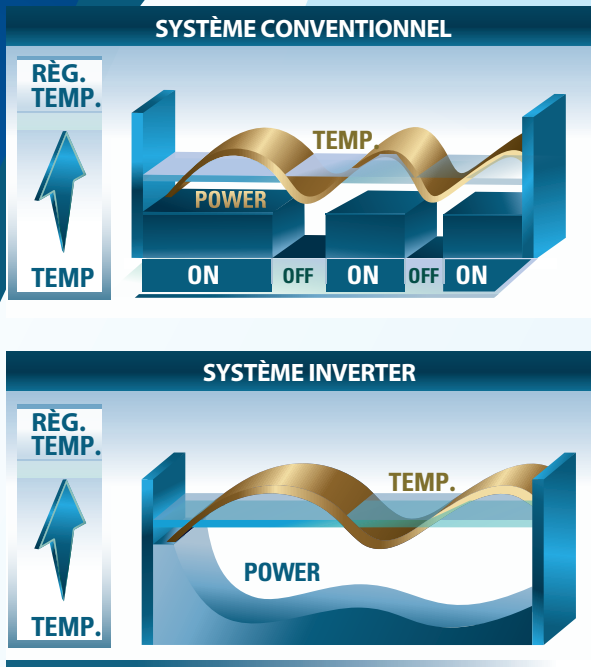 SYSTÈME CONVENTIONNEL
RÈG.
TEMP.
TEMP.
POWER
TEMP
ON OFF ON OFF ON
SYSTÈME INVERTER
RÈG.
TEMP.
TEMP.
POWER
TEMP.